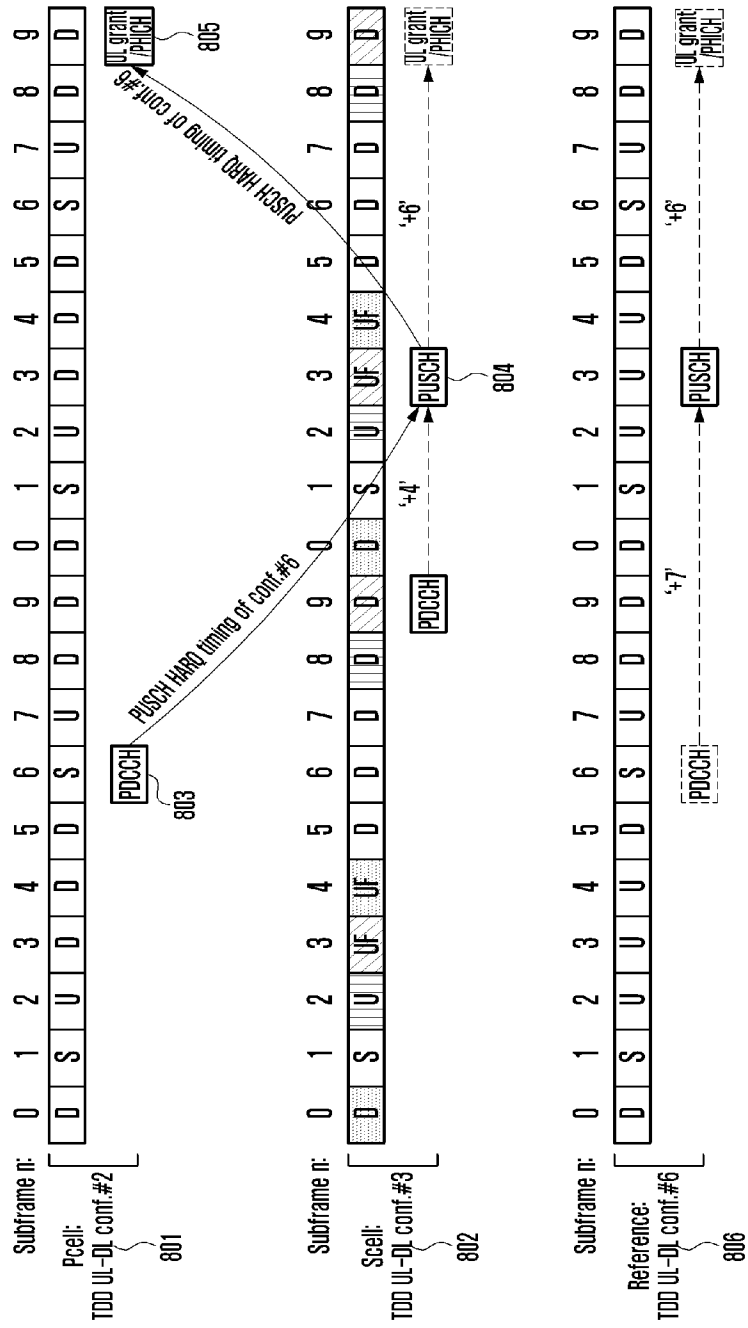 Subframe n: 0 1 2 3 4 5 6 7 8 9 0 1 2 3 4 5 6 7 8 9
Pcell:
TDD UL-DL conf.#2
D S U D D D S U D D D S U D D D S U D D
801
PDCCH
803
PUSCH HARQ timing of conf.#6
PUSCH HARQ timing of conf.#6
UL grant
/PHICH
805
Subframe n: 0 1 2 3 4 5 6 7 8 9 0 1 2 3 4 5 6 7 8 9
Scell:
TDD UL-DL conf.#3
D S U UF UF D D D D D D S U UF UF D D D D D
802
PDCCH
'+4'
PUSCH
804
'+6'
UL grant
/PHICH
Subframe n: 0 1 2 3 4 5 6 7 8 9 0 1 2 3 4 5 6 7 8 9
Reference:
TDD UL-DL conf.#6
D S U U U D S U D D D S U U U D S U D D
806
PDCCH
'+7'
PUSCH
'+6'
UL grant
/PHICH